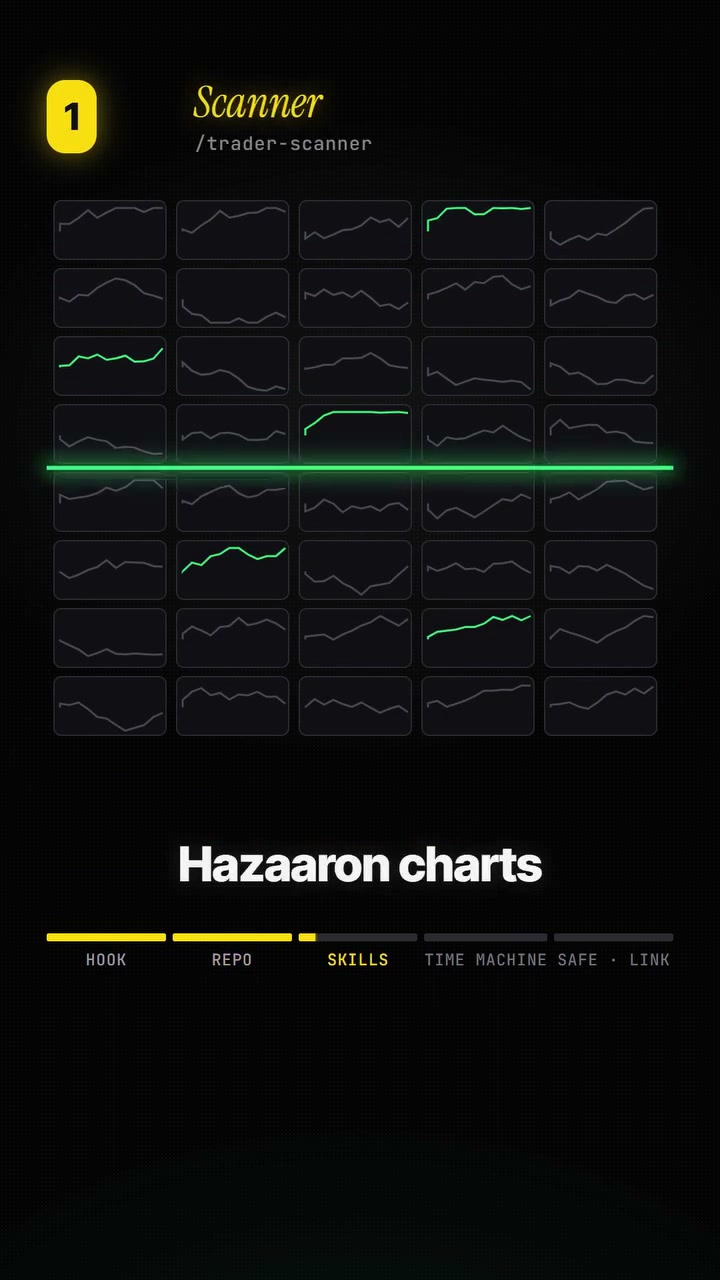 1
Scanner
/trader-scanner
Hazaaron charts
HOOK
REPO
SKILLS
TIME MACHINE
SAFE · LINK